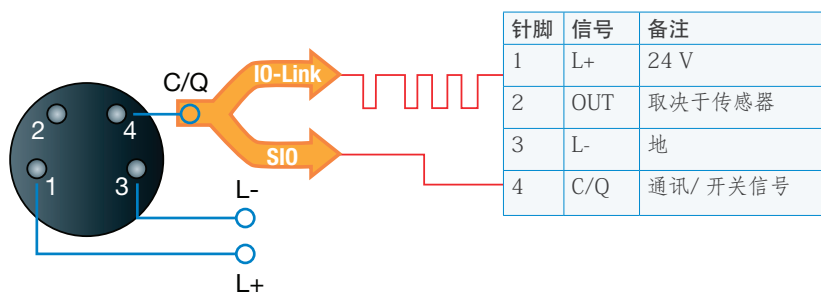 C/Q
IO-Link
SIO
2
4
1
3
L-
L+
针脚 信号 备注
1 L+ 24 V
2 OUT 取决于传感器
3 L- 地
4 C/Q 通讯/ 开关信号